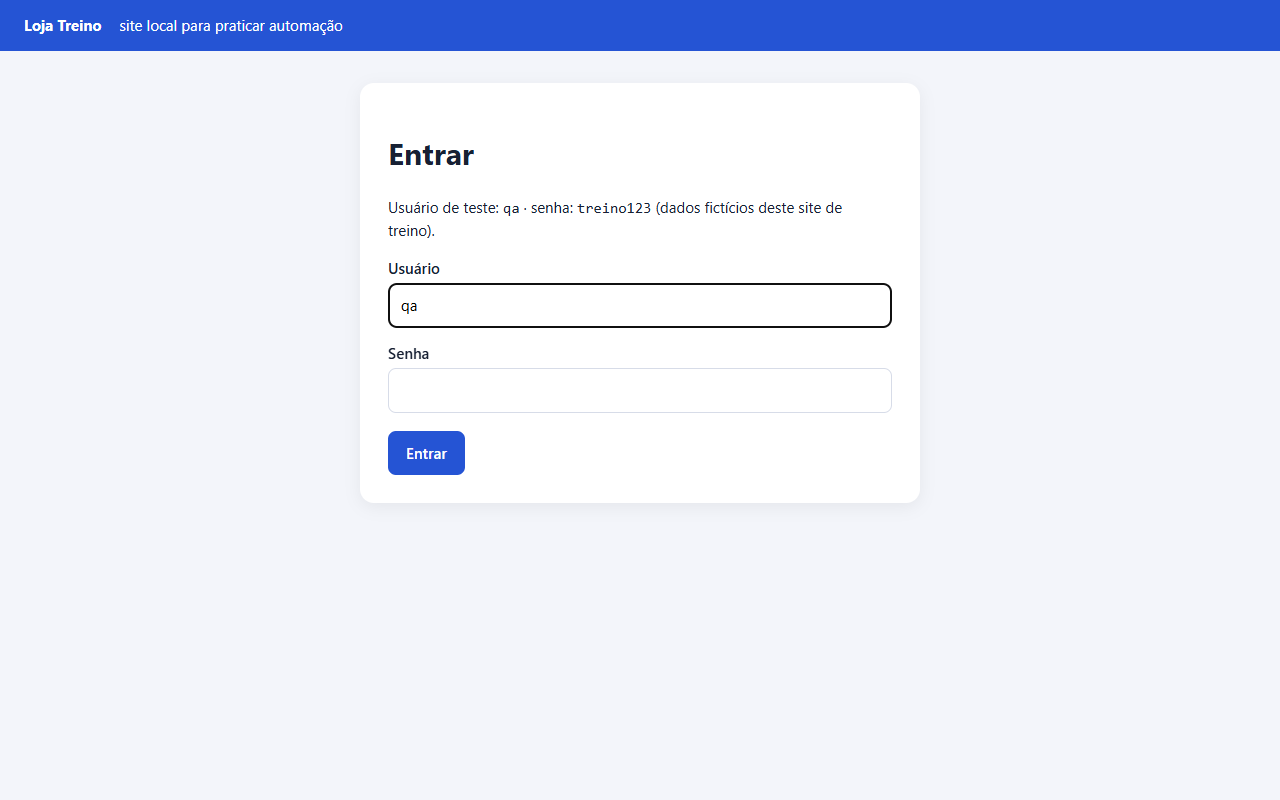 Loja Treino site local para praticar automação
Entrar
Usuário de teste: qa · senha: treino123 (dados fictícios deste site de
treino).
Usuário
qa
Senha
Entrar